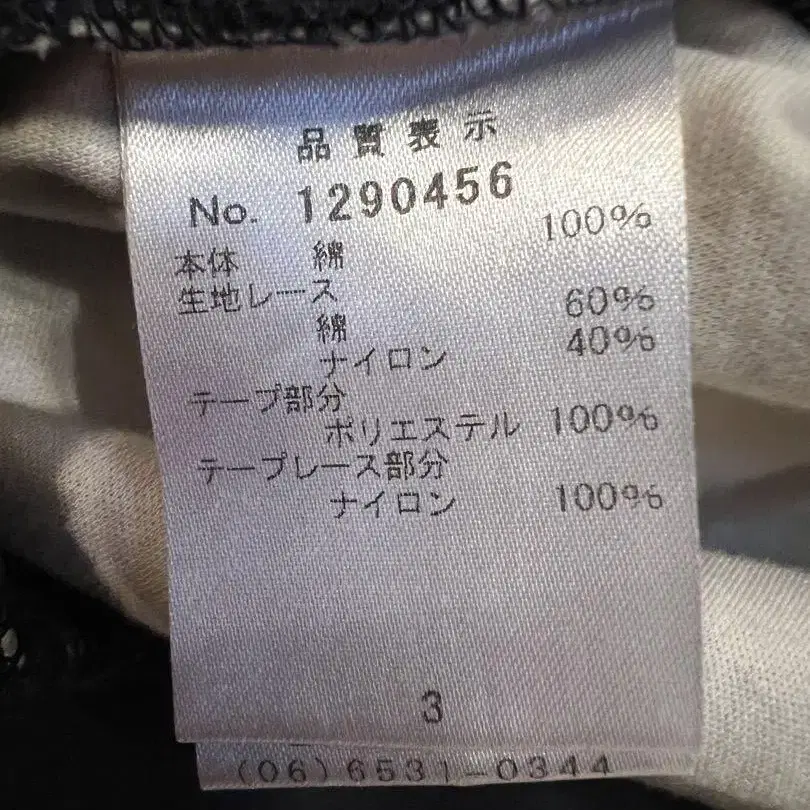 品質表示
No. 1290456
本体 綿 100%
生地レース
綿 60%
ナイロン 40%
テープ部分
ポリエステル 100%
テープレース部分
ナイロン 100%
3
(06)6531-0344